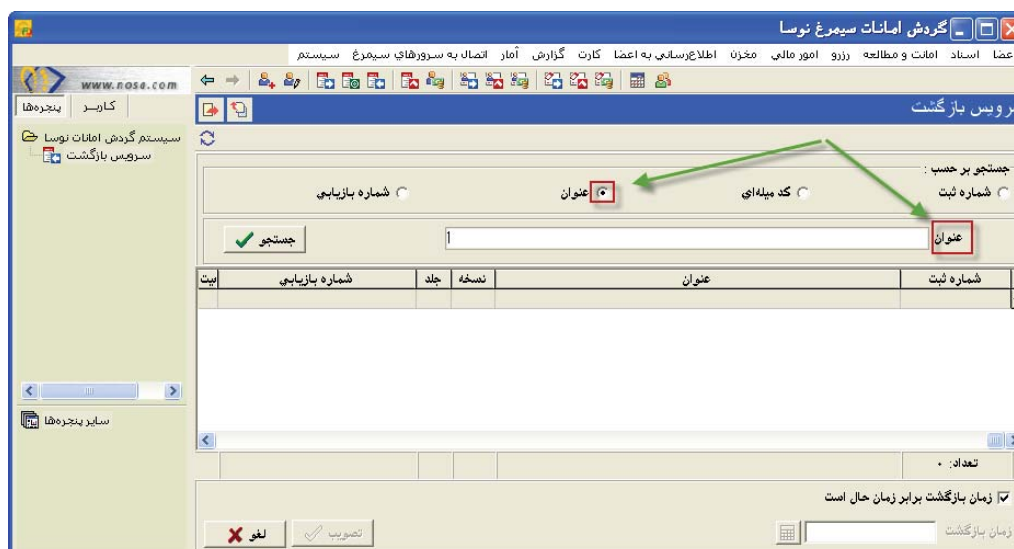 گردش امانات سیمرغ نوسا
اسناد امانت و مطالعه رزرو امور مالی مخزن اطلاع‌رسانی به اعضا کارت گزارش آمار اتصال به سرورهای سیمرغ سیستم
www.nosa.com
کاربر پنجره‌ها
بازگشت
سیستم گردش امانات نوسا
سرویس بازگشت
جستجو بر حسب :
شماره ثبت کد میله‌ای عنوان شماره بازیابی
عنوان 1 جستجو
شماره ثبت عنوان نسخه جلد شماره بازیابی
سایر پنجره‌ها
تعداد: ۰
زمان بازگشت برابر زمان حال است
زمان بازگشت تصویب لغو